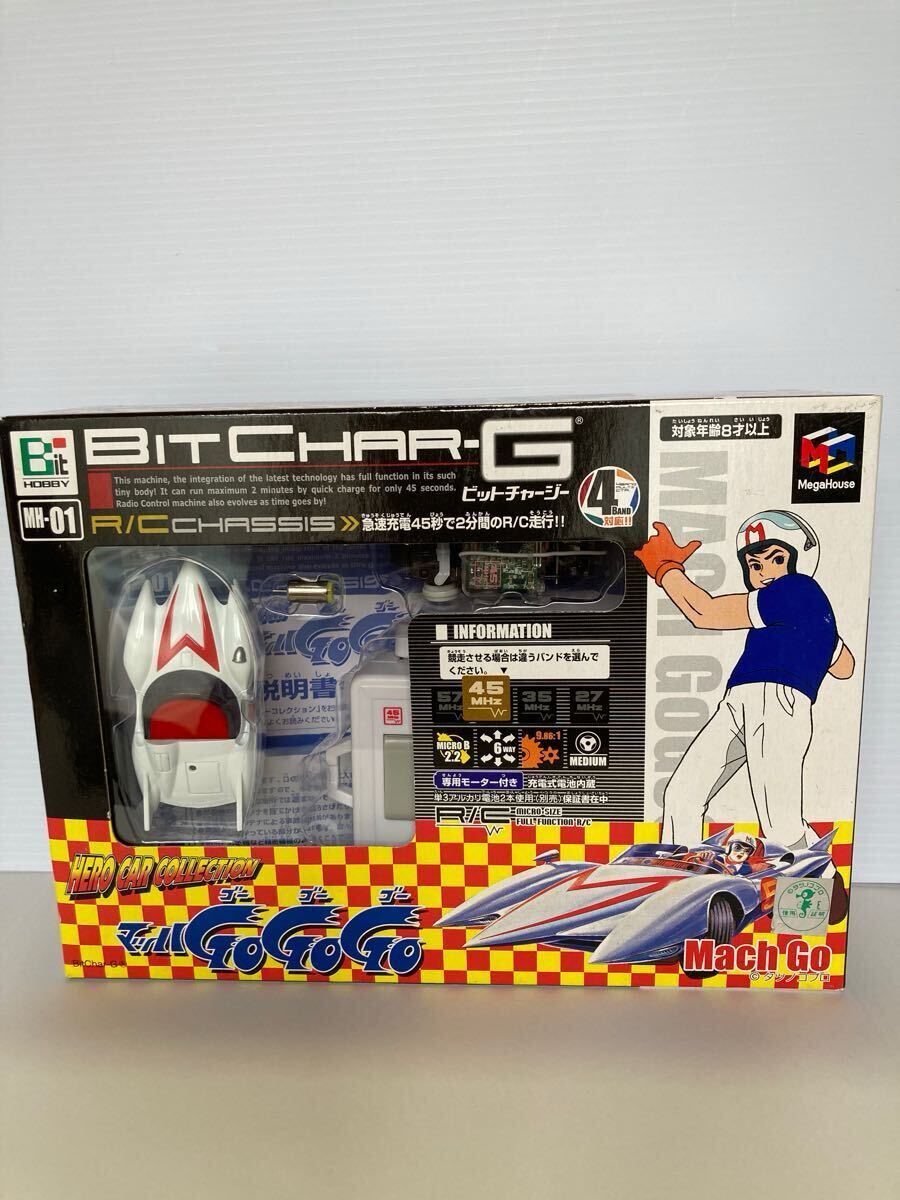 Bit
HOBBY
MH-01
BIT CHAR-G®
ビットチャージー
This machine, the integration of the latest technology has full function in its such
tiny body! It can run maximum 2 minutes by quick charge for only 45 seconds.
Radio Control machine also evolves as time goes by!
R/C CHASSIS
急速充電45秒で2分間のR/C走行!!
4
BAND
対応!!
対象年齢8才以上
MegaHouse
M
INFORMATION
競走させる場合は違うバンドを選んで
ください。▼
57 MHz
45 MHz
35 MHz
27 MHz
MICRO B
2.2
6 WAY
9.86:1
MEDIUM
専用モーター付き
充電式電池内蔵
単3アルカリ電池2本使用(別売)保証書在中
R/C
MICRO-SIZE
FULL FUNCTION R/C
説明書
45
MHz
HERO CAR COLLECTION
マッハ GO GO GO
ゴー ゴー ゴー
BitChar-G®
Mach Go
©タツノコプロ